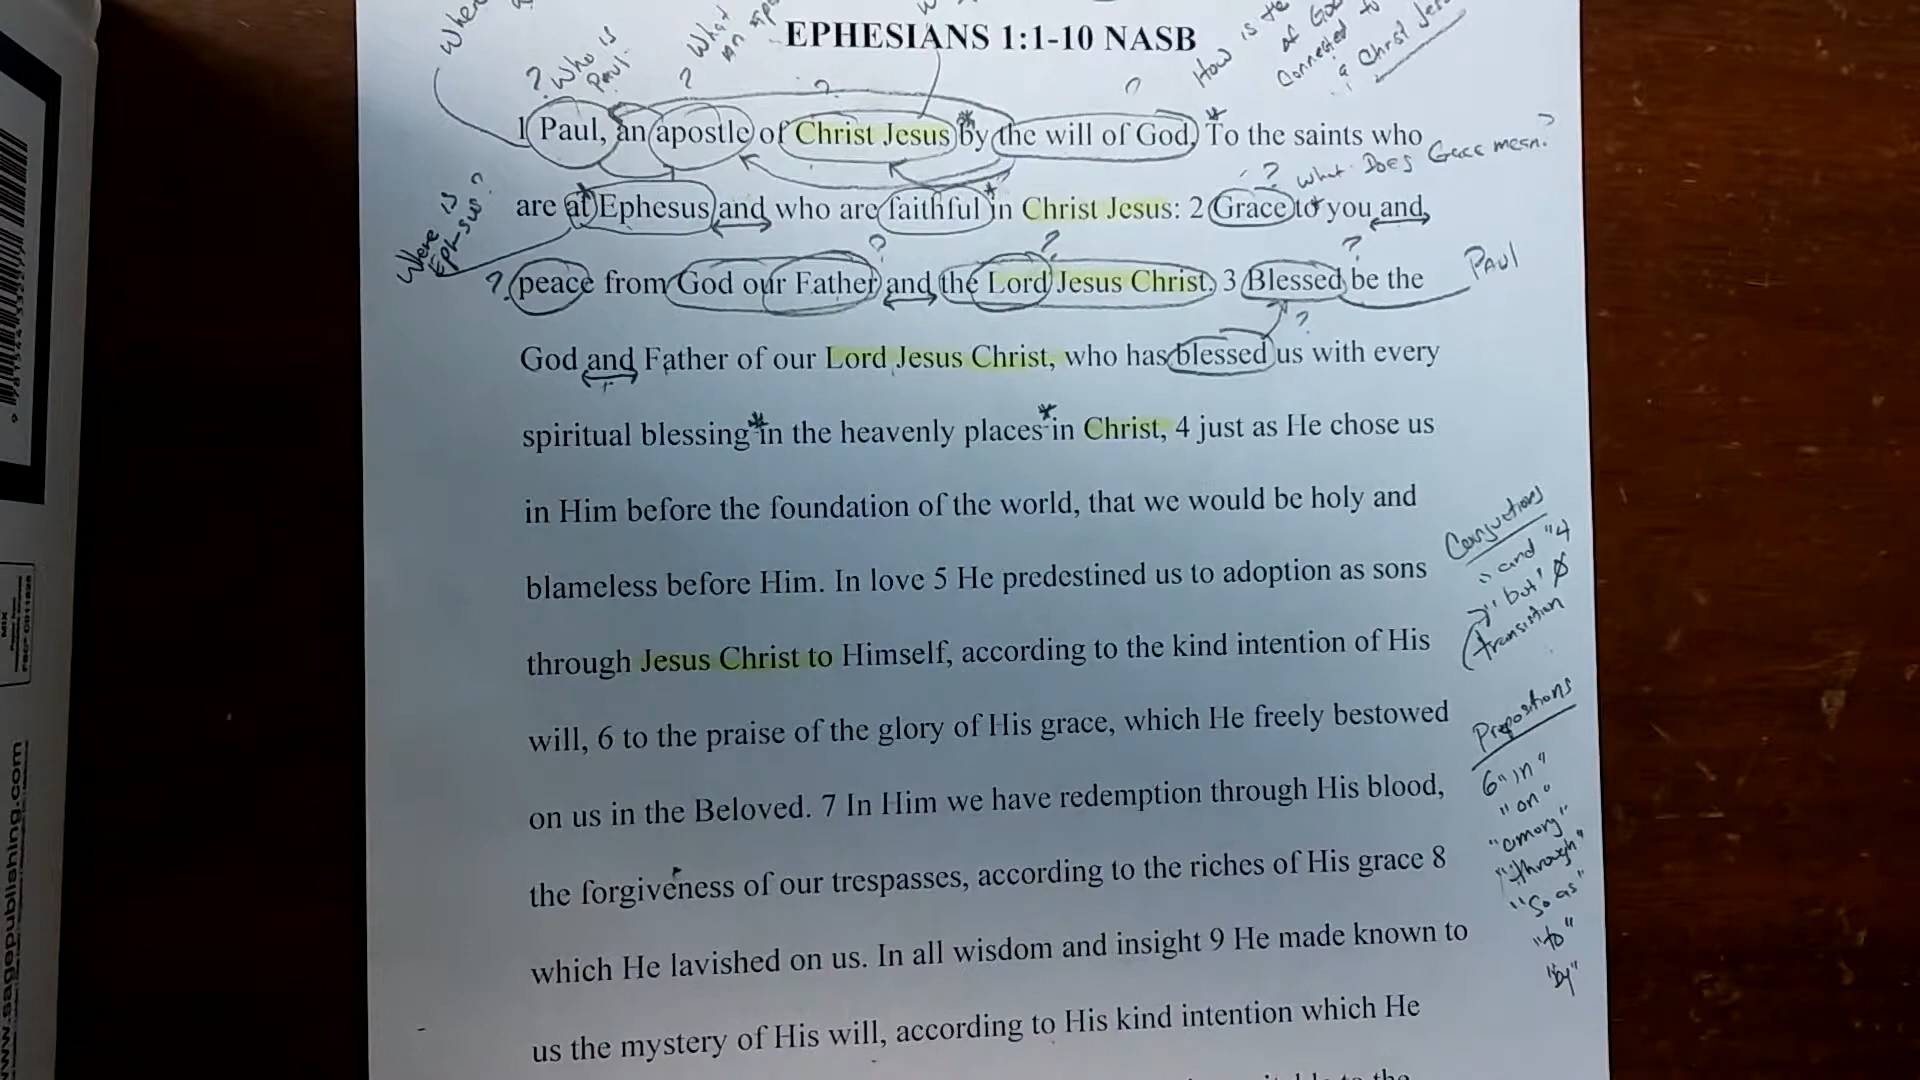 EPHESIANS 1:1-10 NASB
What
an apo
How is the
of God
Connected to
& Christ Jesus
? Who is
Paul
?
?
?
1 Paul, an apostle of Christ Jesus by the will of God, To the saints who
? What Does Grace mean?
Where is
Ephsus?
are at Ephesus and who are faithful in Christ Jesus: 2 Grace to you and
?
?
?
? peace from God our Father and the Lord Jesus Christ. 3 Blessed be the
Paul
?
God and Father of our Lord Jesus Christ, who has blessed us with every
spiritual blessing in the heavenly places in Christ, 4 just as He chose us
in Him before the foundation of the world, that we would be holy and
blameless before Him. In love 5 He predestined us to adoption as sons
through Jesus Christ to Himself, according to the kind intention of His
will, 6 to the praise of the glory of His grace, which He freely bestowed
on us in the Beloved. 7 In Him we have redemption through His blood,
the forgiveness of our trespasses, according to the riches of His grace 8
which He lavished on us. In all wisdom and insight 9 He made known to
us the mystery of His will, according to His kind intention which He
to the
Conjuctions
"and" 4
"but"
transition
Prepositions
6 "in"
"on"
"among"
"through"
"So as"
"to"
"by"
MIX
www.sagepublishing.com